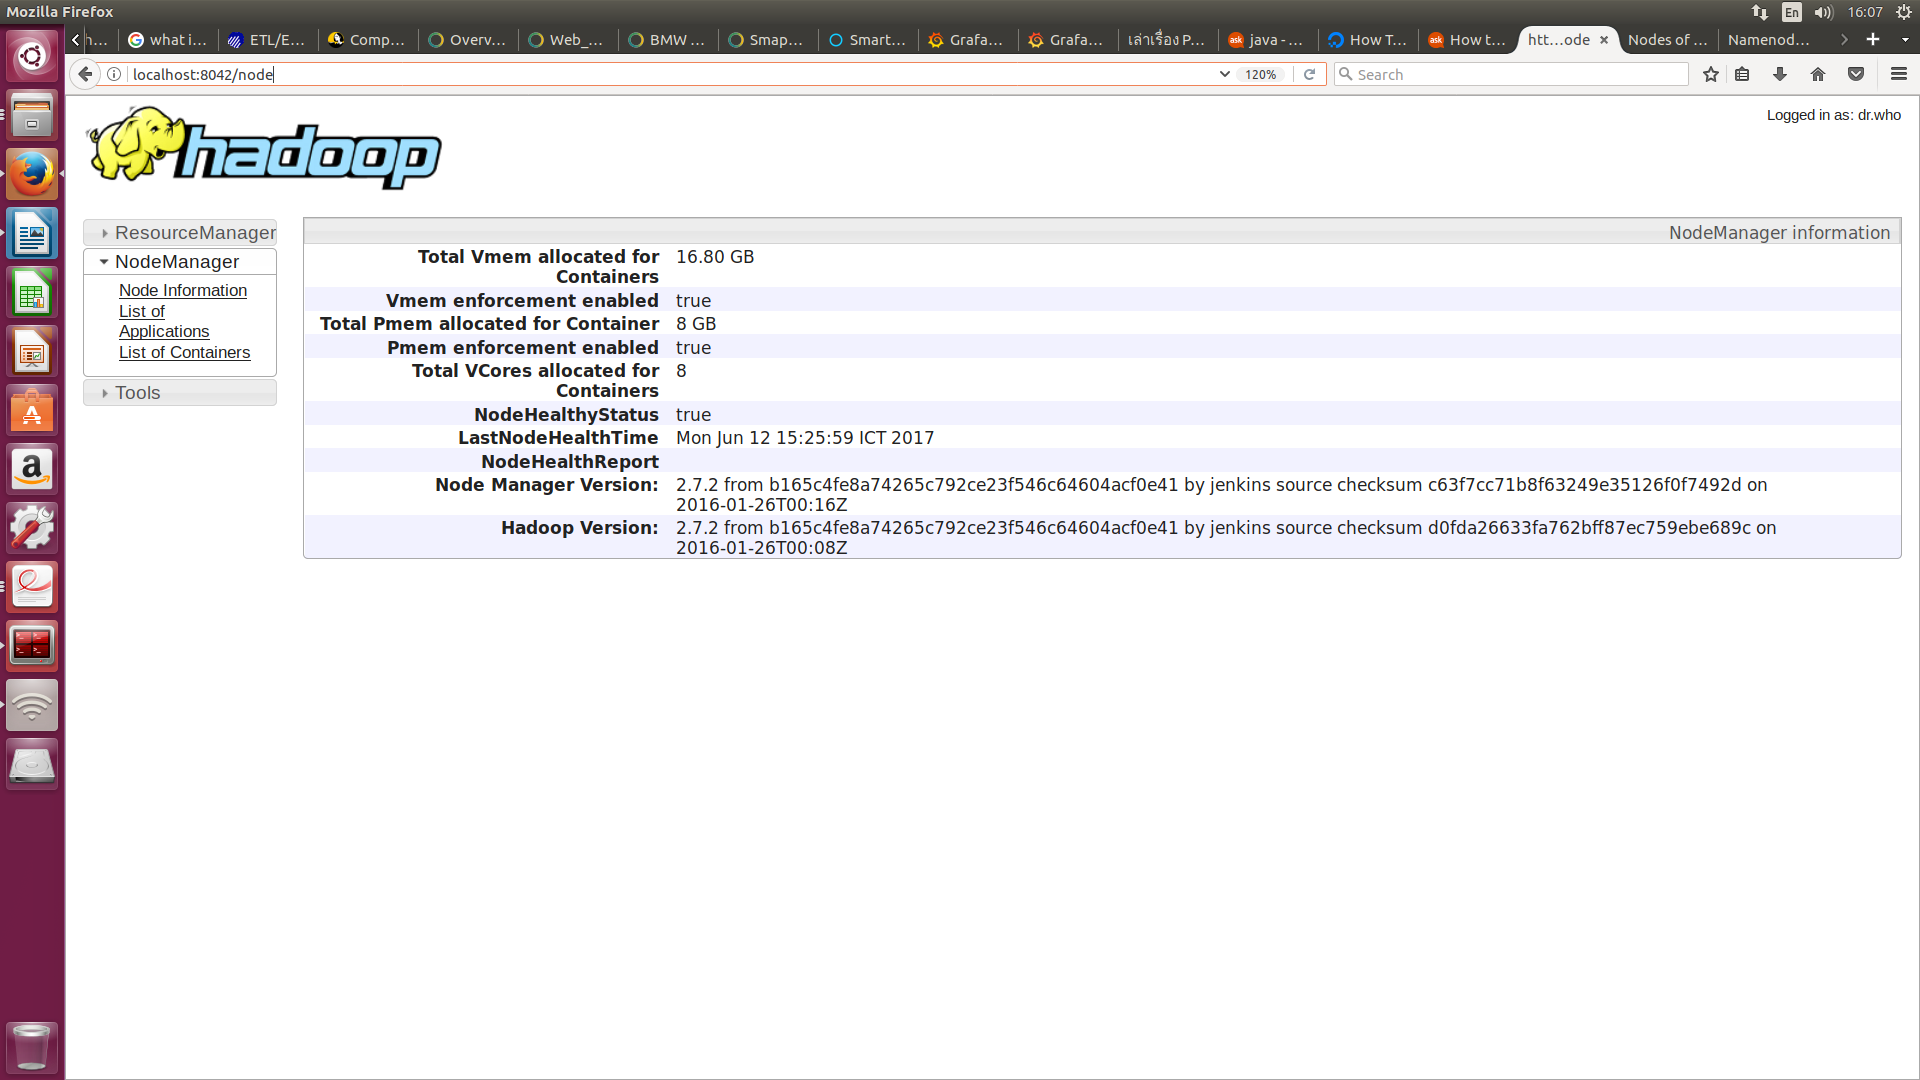 Mozilla Firefox
En
16:07
h...
what i...
ETL/E...
Comp...
Overv...
Web_...
BMW ...
Smap...
Smart...
Grafa...
Grafa...
เล่าเรื่อง P...
java - ...
How T...
How t...
htt...ode
Nodes of ...
Namenod...
localhost:8042/node
120%
Search
hadoop
Logged in as: dr.who
ResourceManager
NodeManager
Node Information
List of
Applications
List of Containers
Tools
NodeManager information
Total Vmem allocated for 16.80 GB
Containers
Vmem enforcement enabled true
Total Pmem allocated for Container 8 GB
Pmem enforcement enabled true
Total VCores allocated for 8
Containers
NodeHealthyStatus true
LastNodeHealthTime Mon Jun 12 15:25:59 ICT 2017
NodeHealthReport
Node Manager Version: 2.7.2 from b165c4fe8a74265c792ce23f546c64604acf0e41 by jenkins source checksum c63f7cc71b8f63249e35126f0f7492d on
2016-01-26T00:16Z
Hadoop Version: 2.7.2 from b165c4fe8a74265c792ce23f546c64604acf0e41 by jenkins source checksum d0fda26633fa762bff87ec759ebe689c on
2016-01-26T00:08Z